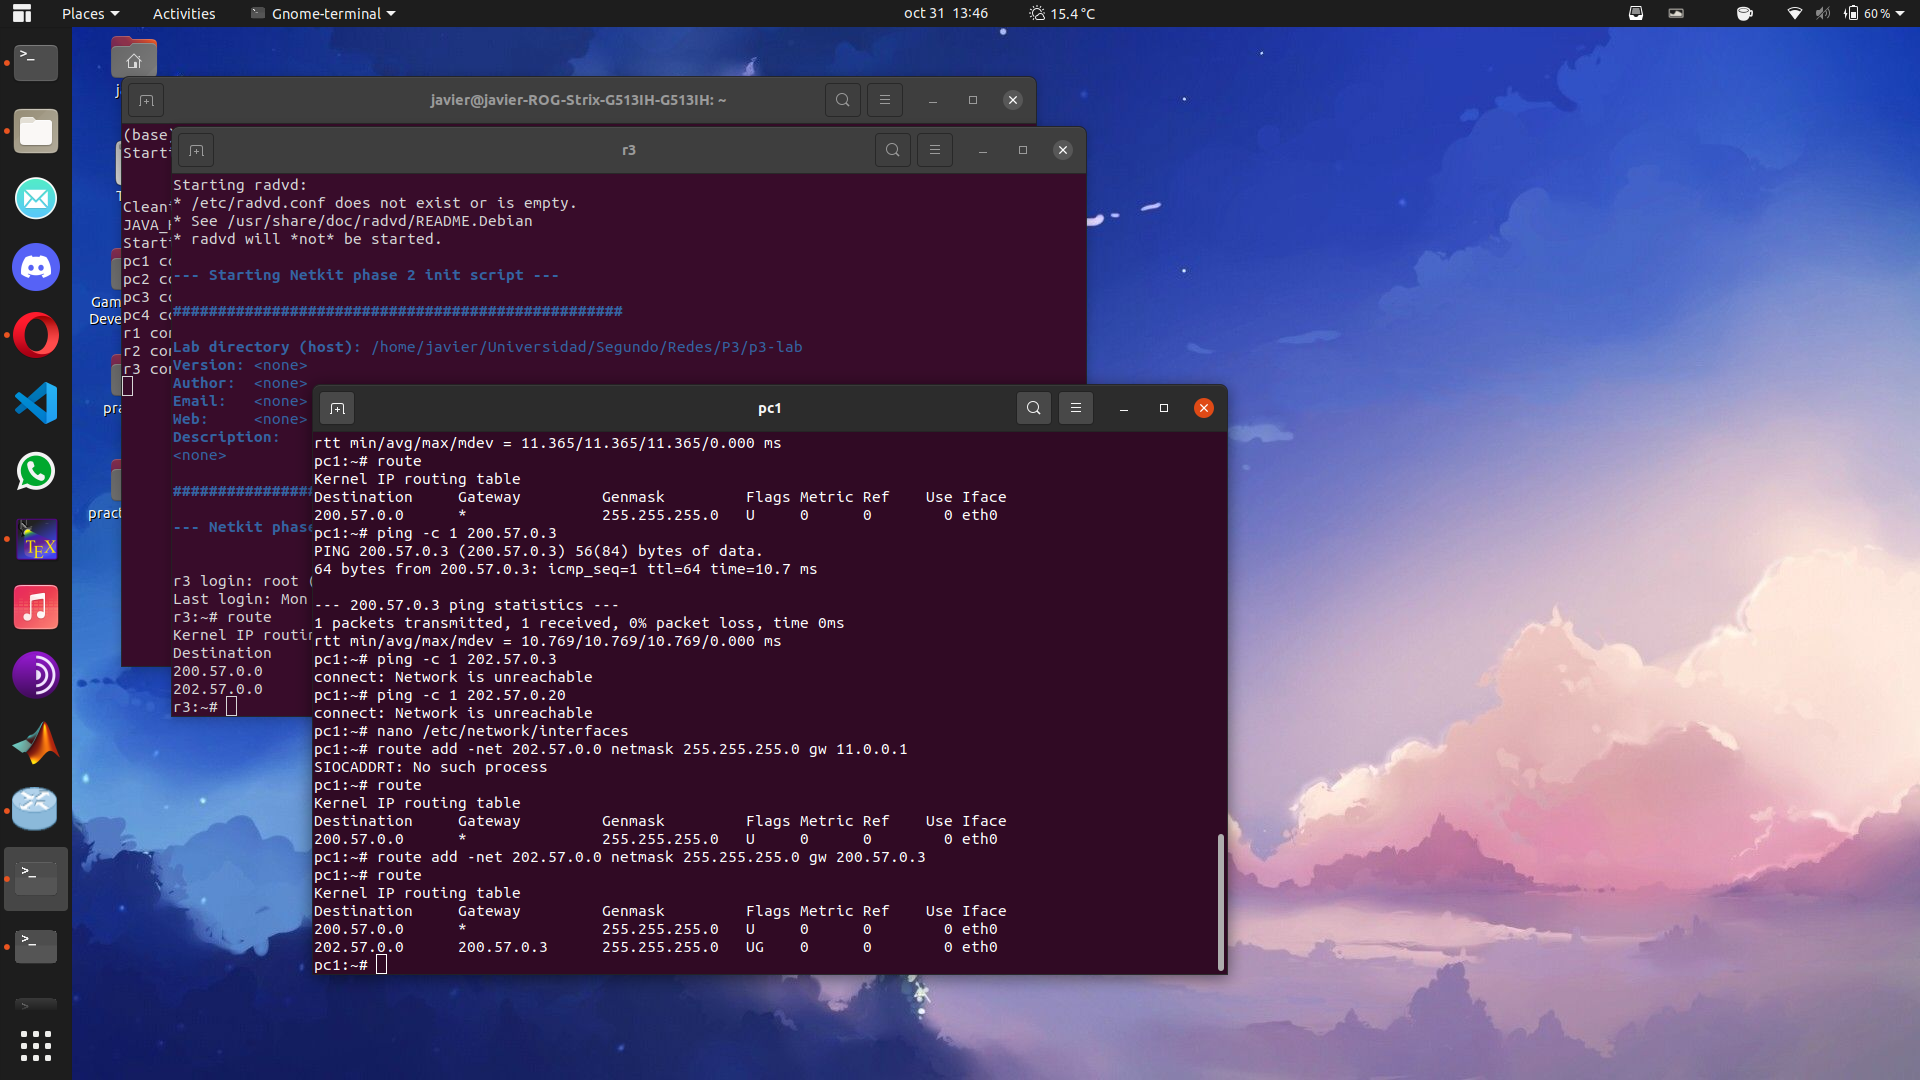 Places
Activities
Gnome-terminal
oct 31 13:46
15.4 °C
60 %
javier@javier-ROG-Strix-G513IH-G513IH: ~
(base)
Start
Clean
JAVA_H
Start
pc1 co
pc2 co
pc3 co
pc4 co
r1 con
r2 con
r3 con
Gam
Deve
pra
pract
r3
Starting radvd:
* /etc/radvd.conf does not exist or is empty.
* See /usr/share/doc/radvd/README.Debian
* radvd will *not* be started.
--- Starting Netkit phase 2 init script ---
##################################################
Lab directory (host): /home/javier/Universidad/Segundo/Redes/P3/p3-lab
Version: <none>
Author: <none>
Email: <none>
Web: <none>
Description:
<none>
################
--- Netkit phase
r3 login: root (
Last login: Mon
r3:~# route
Kernel IP routin
Destination
200.57.0.0
202.57.0.0
r3:~#
pc1
rtt min/avg/max/mdev = 11.365/11.365/11.365/0.000 ms
pc1:~# route
Kernel IP routing table
Destination Gateway Genmask Flags Metric Ref Use Iface
200.57.0.0 * 255.255.255.0 U 0 0 0 eth0
pc1:~# ping -c 1 200.57.0.3
PING 200.57.0.3 (200.57.0.3) 56(84) bytes of data.
64 bytes from 200.57.0.3: icmp_seq=1 ttl=64 time=10.7 ms
--- 200.57.0.3 ping statistics ---
1 packets transmitted, 1 received, 0% packet loss, time 0ms
rtt min/avg/max/mdev = 10.769/10.769/10.769/0.000 ms
pc1:~# ping -c 1 202.57.0.3
connect: Network is unreachable
pc1:~# ping -c 1 202.57.0.20
connect: Network is unreachable
pc1:~# nano /etc/network/interfaces
pc1:~# route add -net 202.57.0.0 netmask 255.255.255.0 gw 11.0.0.1
SIOCADDRT: No such process
pc1:~# route
Kernel IP routing table
Destination Gateway Genmask Flags Metric Ref Use Iface
200.57.0.0 * 255.255.255.0 U 0 0 0 eth0
pc1:~# route add -net 202.57.0.0 netmask 255.255.255.0 gw 200.57.0.3
pc1:~# route
Kernel IP routing table
Destination Gateway Genmask Flags Metric Ref Use Iface
200.57.0.0 * 255.255.255.0 U 0 0 0 eth0
202.57.0.0 200.57.0.3 255.255.255.0 UG 0 0 0 eth0
pc1:~#
TEX